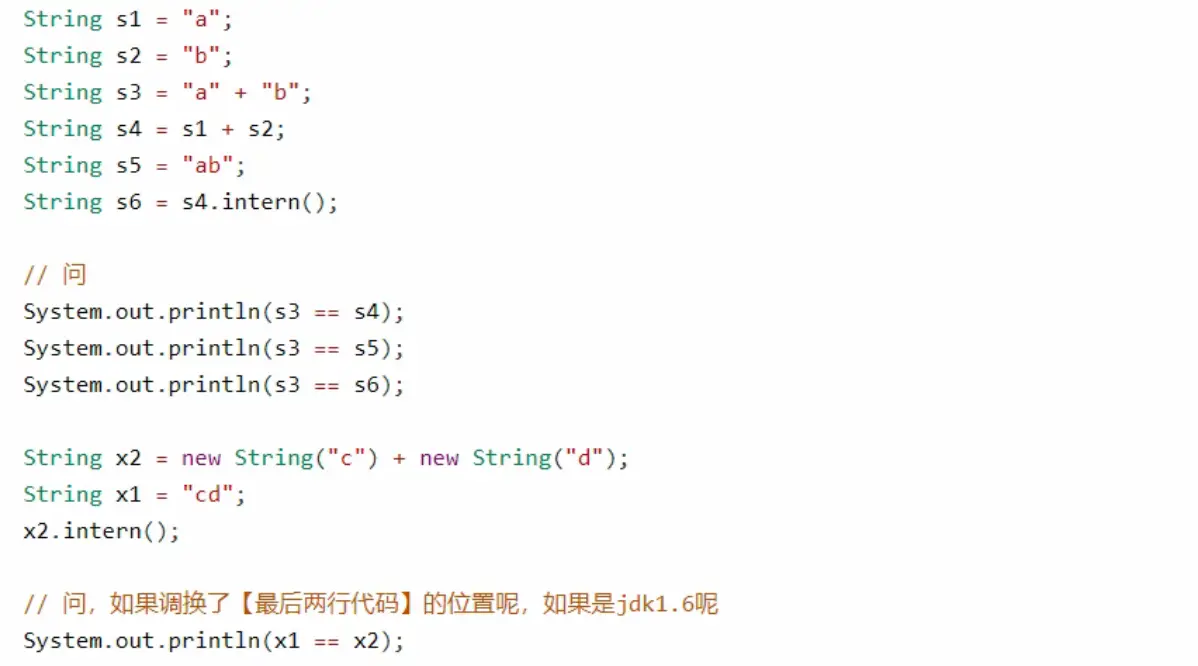 String s1 = "a";
String s2 = "b";
String s3 = "a" + "b";
String s4 = s1 + s2;
String s5 = "ab";
String s6 = s4.intern();
// 问
System.out.println(s3 == s4);
System.out.println(s3 == s5);
System.out.println(s3 == s6);
String x2 = new String("c") + new String("d");
String x1 = "cd";
x2.intern();
// 问，如果调换了【最后两行代码】的位置呢，如果是jdk1.6呢
System.out.println(x1 == x2);